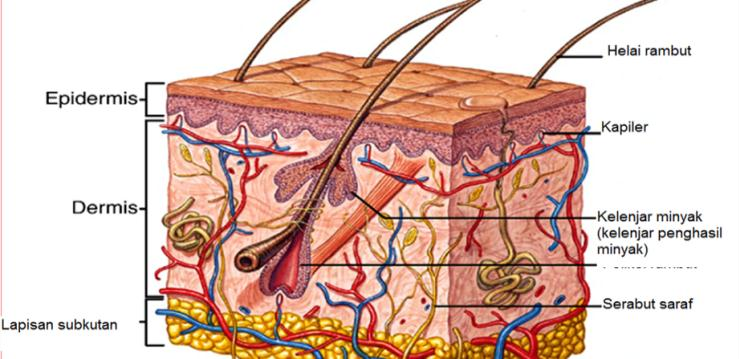 Helai rambut
Epidermis
Kapiler
Dermis
Kelenjar minyak
(kelenjar penghasil
minyak)
Serabut saraf
Lapisan subkutan